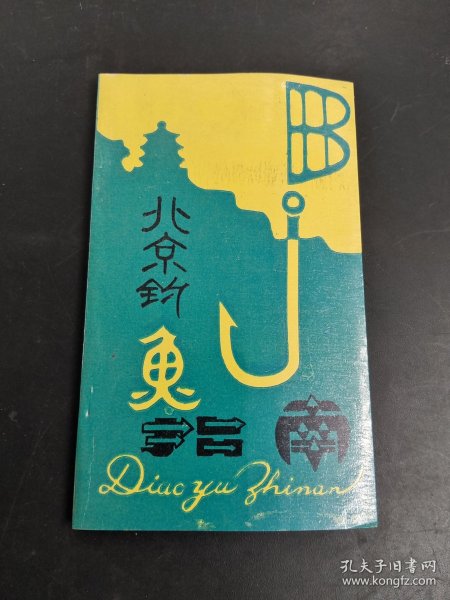 B
J
北京钓
鱼
指南
Diao yu Zhinan
孔夫子旧书网
www.kongfz.com